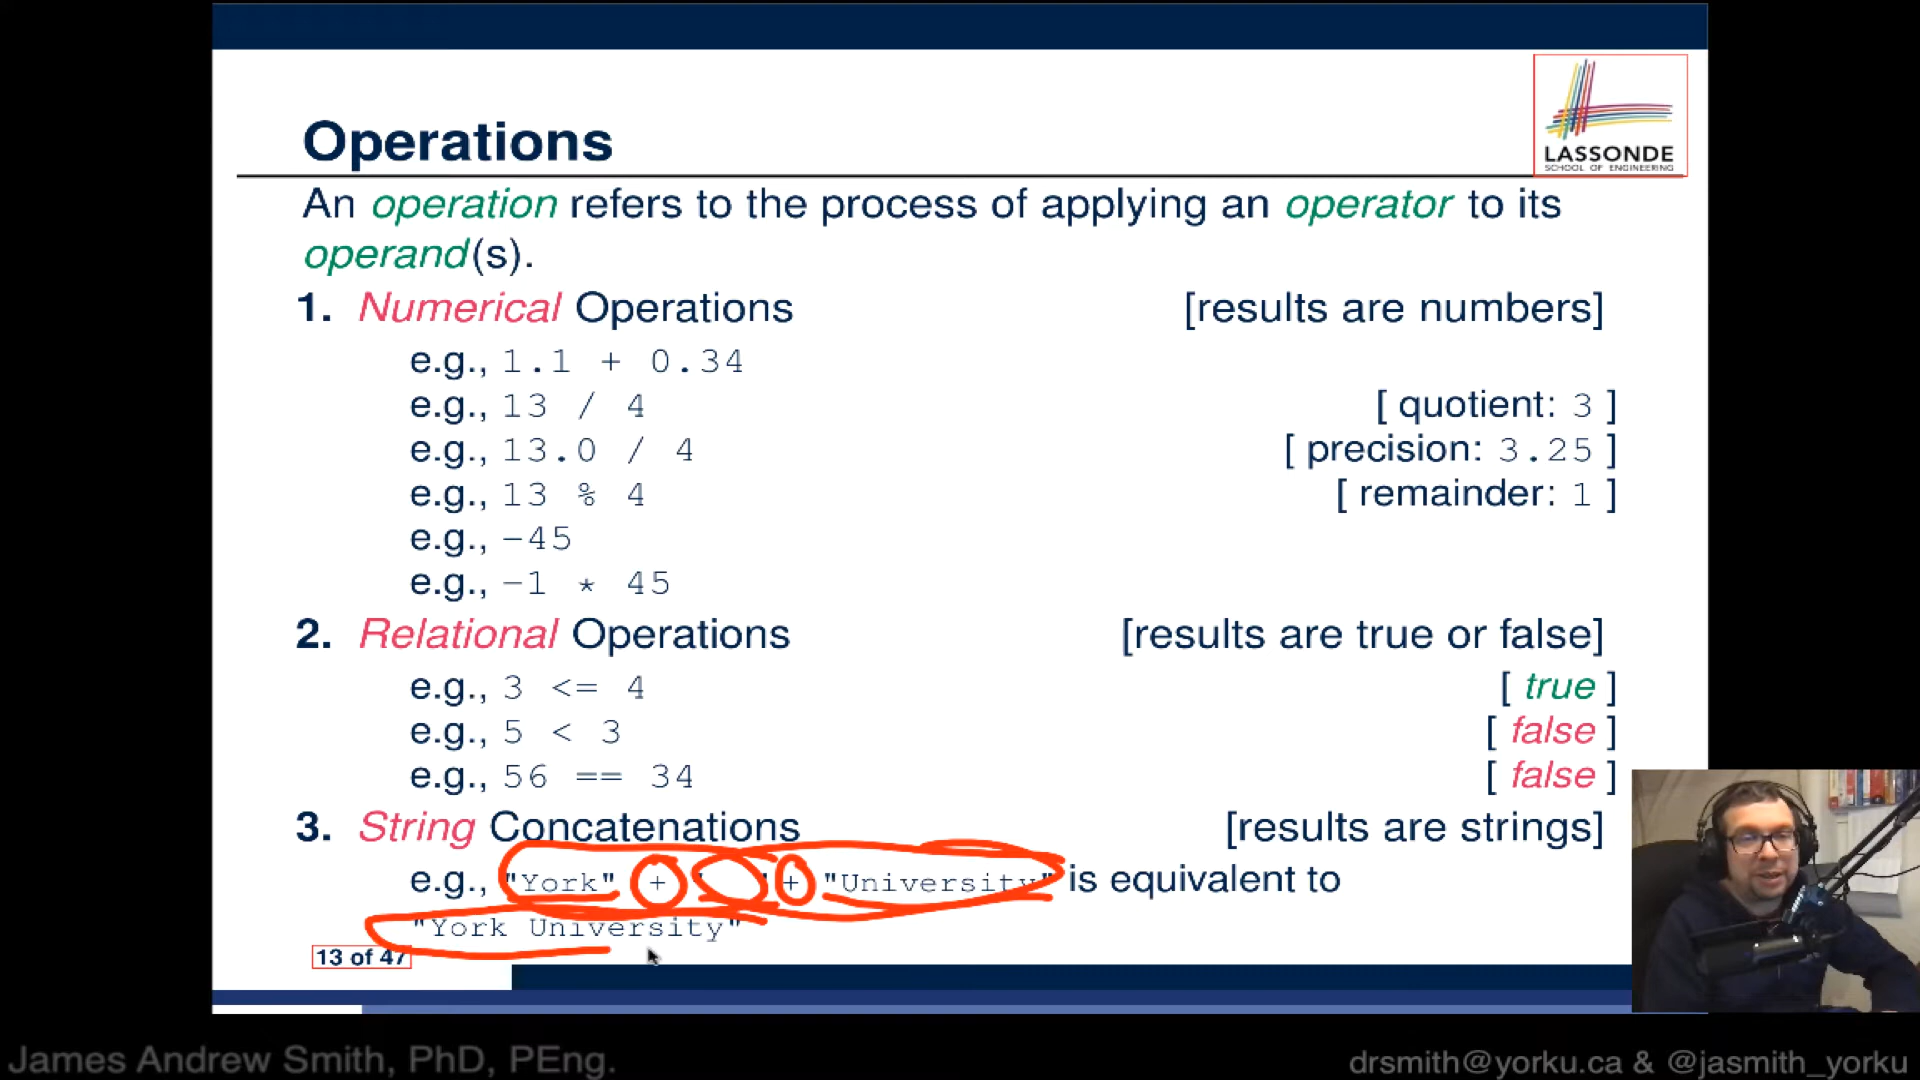 LASSONDE
SCHOOL OF ENGINEERING
Operations
An operation refers to the process of applying an operator to its
operand(s).
1. Numerical Operations [results are numbers]
e.g., 1.1 + 0.34
e.g., 13 / 4 [ quotient: 3 ]
e.g., 13.0 / 4 [ precision: 3.25 ]
e.g., 13 % 4 [ remainder: 1 ]
e.g., -45
e.g., -1 * 45
2. Relational Operations [results are true or false]
e.g., 3 <= 4 [ true ]
e.g., 5 < 3 [ false ]
e.g., 56 == 34 [ false ]
3. String Concatenations [results are strings]
e.g., "York" + " " + "University" is equivalent to
"York University"
13 of 47
James Andrew Smith, PhD, PEng.
drsmith@yorku.ca & @jasmith_yorku